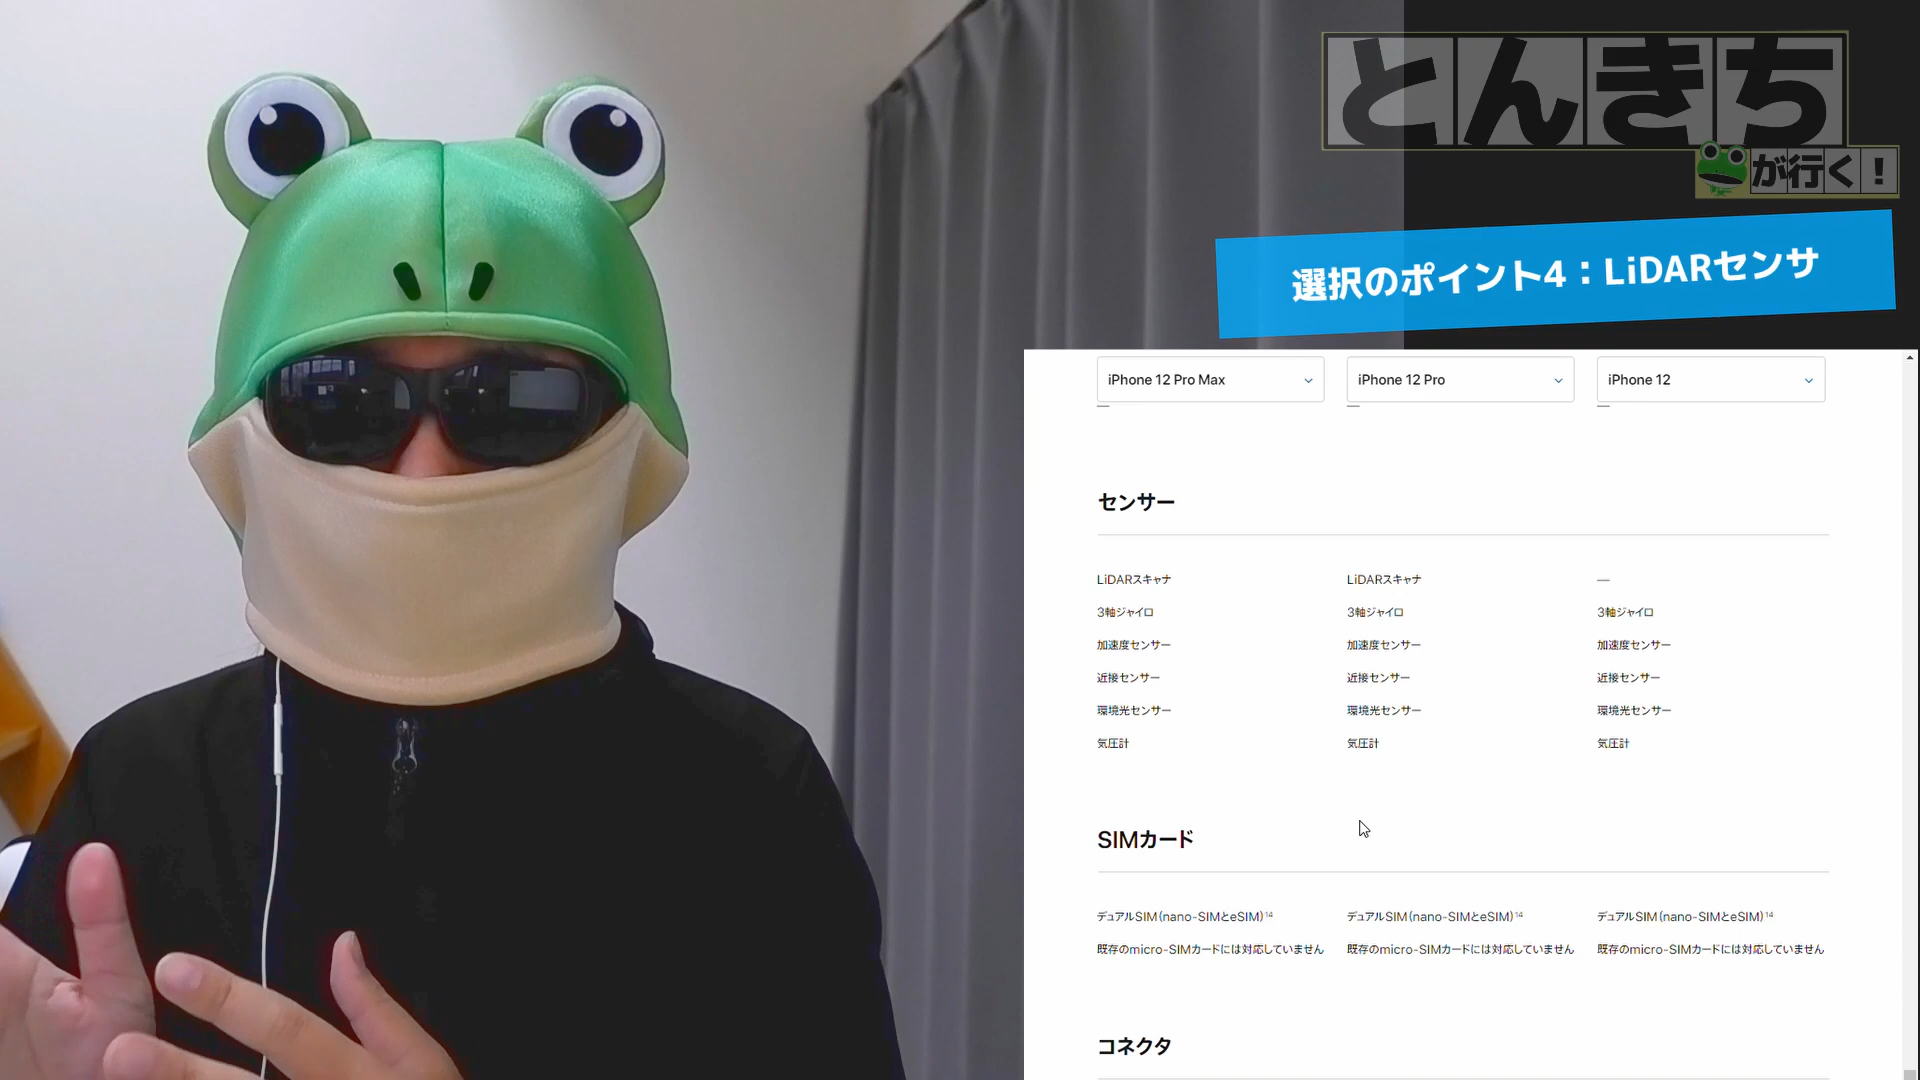 とんきち
が行く！
選択のポイント4：LiDARセンサ
iPhone 12 Pro Max
iPhone 12 Pro
iPhone 12
—
—
—
センサー
LiDARスキャナ
LiDARスキャナ
—
3軸ジャイロ
3軸ジャイロ
3軸ジャイロ
加速度センサー
加速度センサー
加速度センサー
近接センサー
近接センサー
近接センサー
環境光センサー
環境光センサー
環境光センサー
気圧計
気圧計
気圧計
SIMカード
デュアルSIM（nano-SIMとeSIM）14
デュアルSIM（nano-SIMとeSIM）14
デュアルSIM（nano-SIMとeSIM）14
既存のmicro-SIMカードには対応していません
既存のmicro-SIMカードには対応していません
既存のmicro-SIMカードには対応していません
コネクタ